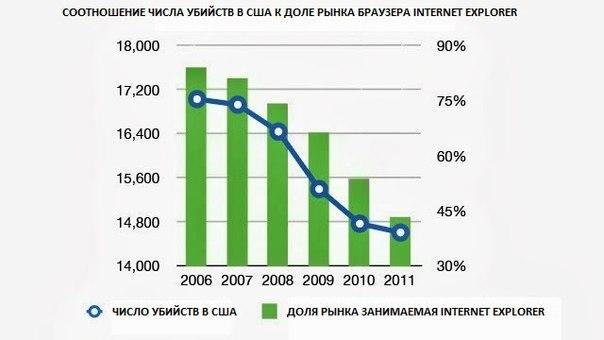 СООТНОШЕНИЕ ЧИСЛА УБИЙСТВ В США К ДОЛЕ РЫНКА БРАУЗЕРА INTERNET EXPLORER
18,000 90%
17,200 75%
16,400 60%
15,600 45%
14,800 30%
14,000
2006 2007 2008 2009 2010 2011
ЧИСЛО УБИЙСТВ В США ДОЛЯ РЫНКА ЗАНИМАЕМАЯ INTERNET EXPLORER